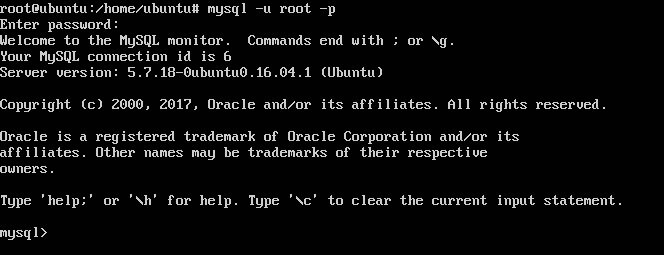 root@ubuntu:/home/ubuntu# mysql -u root -p
Enter password:
Welcome to the MySQL monitor.  Commands end with ; or \g.
Your MySQL connection id is 6
Server version: 5.7.18-0ubuntu0.16.04.1 (Ubuntu)
Copyright (c) 2000, 2017, Oracle and/or its affiliates. All rights reserved.
Oracle is a registered trademark of Oracle Corporation and/or its
affiliates. Other names may be trademarks of their respective
owners.
Type 'help;' or '\h' for help. Type '\c' to clear the current input statement.
mysql>